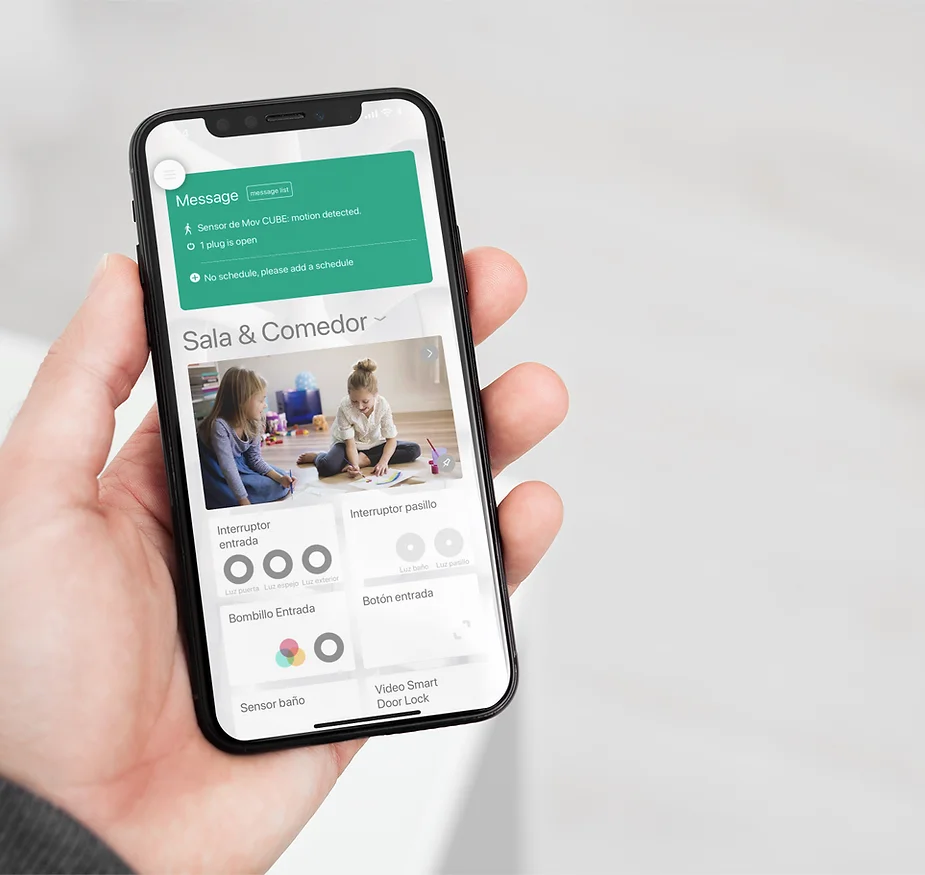 Message
message list
Sensor de Mov CUBE: motion detected.
1 plug is open
No schedule, please add a schedule
Sala & Comedor
Interruptor
entrada
Luz puerta Luz espejo Luz exterior
Interruptor pasillo
Luz baño Luz pasillo
Bombillo Entrada
Botón entrada
Sensor baño
Video Smart
Door Lock